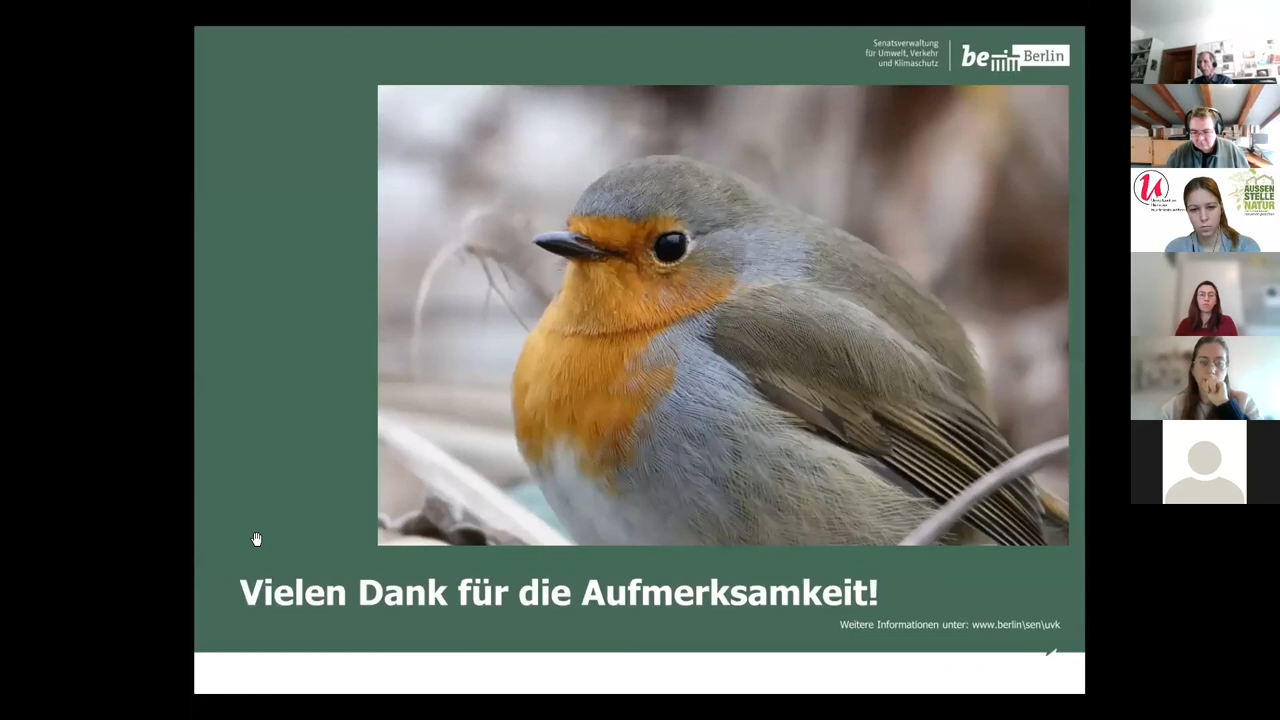 Senatsverwaltung
für Umwelt, Verkehr
und Klimaschutz
be Berlin
Vielen Dank für die Aufmerksamkeit!
Weitere Informationen unter: www.berlin\sen\uvk
u
AUSSEN
STELLE
NATUR